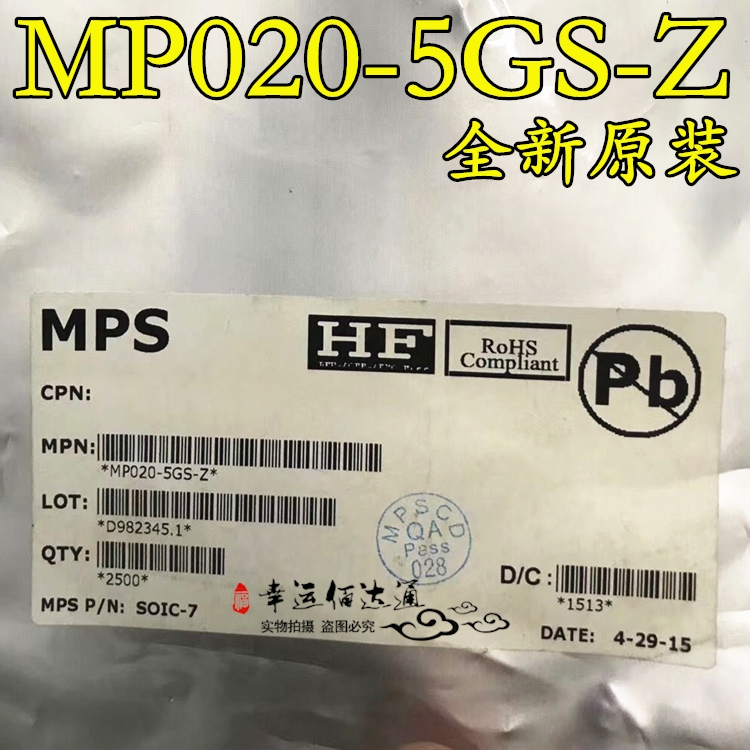 MP020-5GS-Z
全新原装
MPS
HF
RoHS
Compliant
Pb
CPN:
MPN:
*MP020-5GS-Z*
LOT:
*D982345.1*
QTY:
*2500*
MPSCD
QAD
Pass
028
D/C:
*1513*
MPS P/N: SOIC-7
DATE: 4-29-15
福
幸运佰达通
实物拍摄 盗图必究